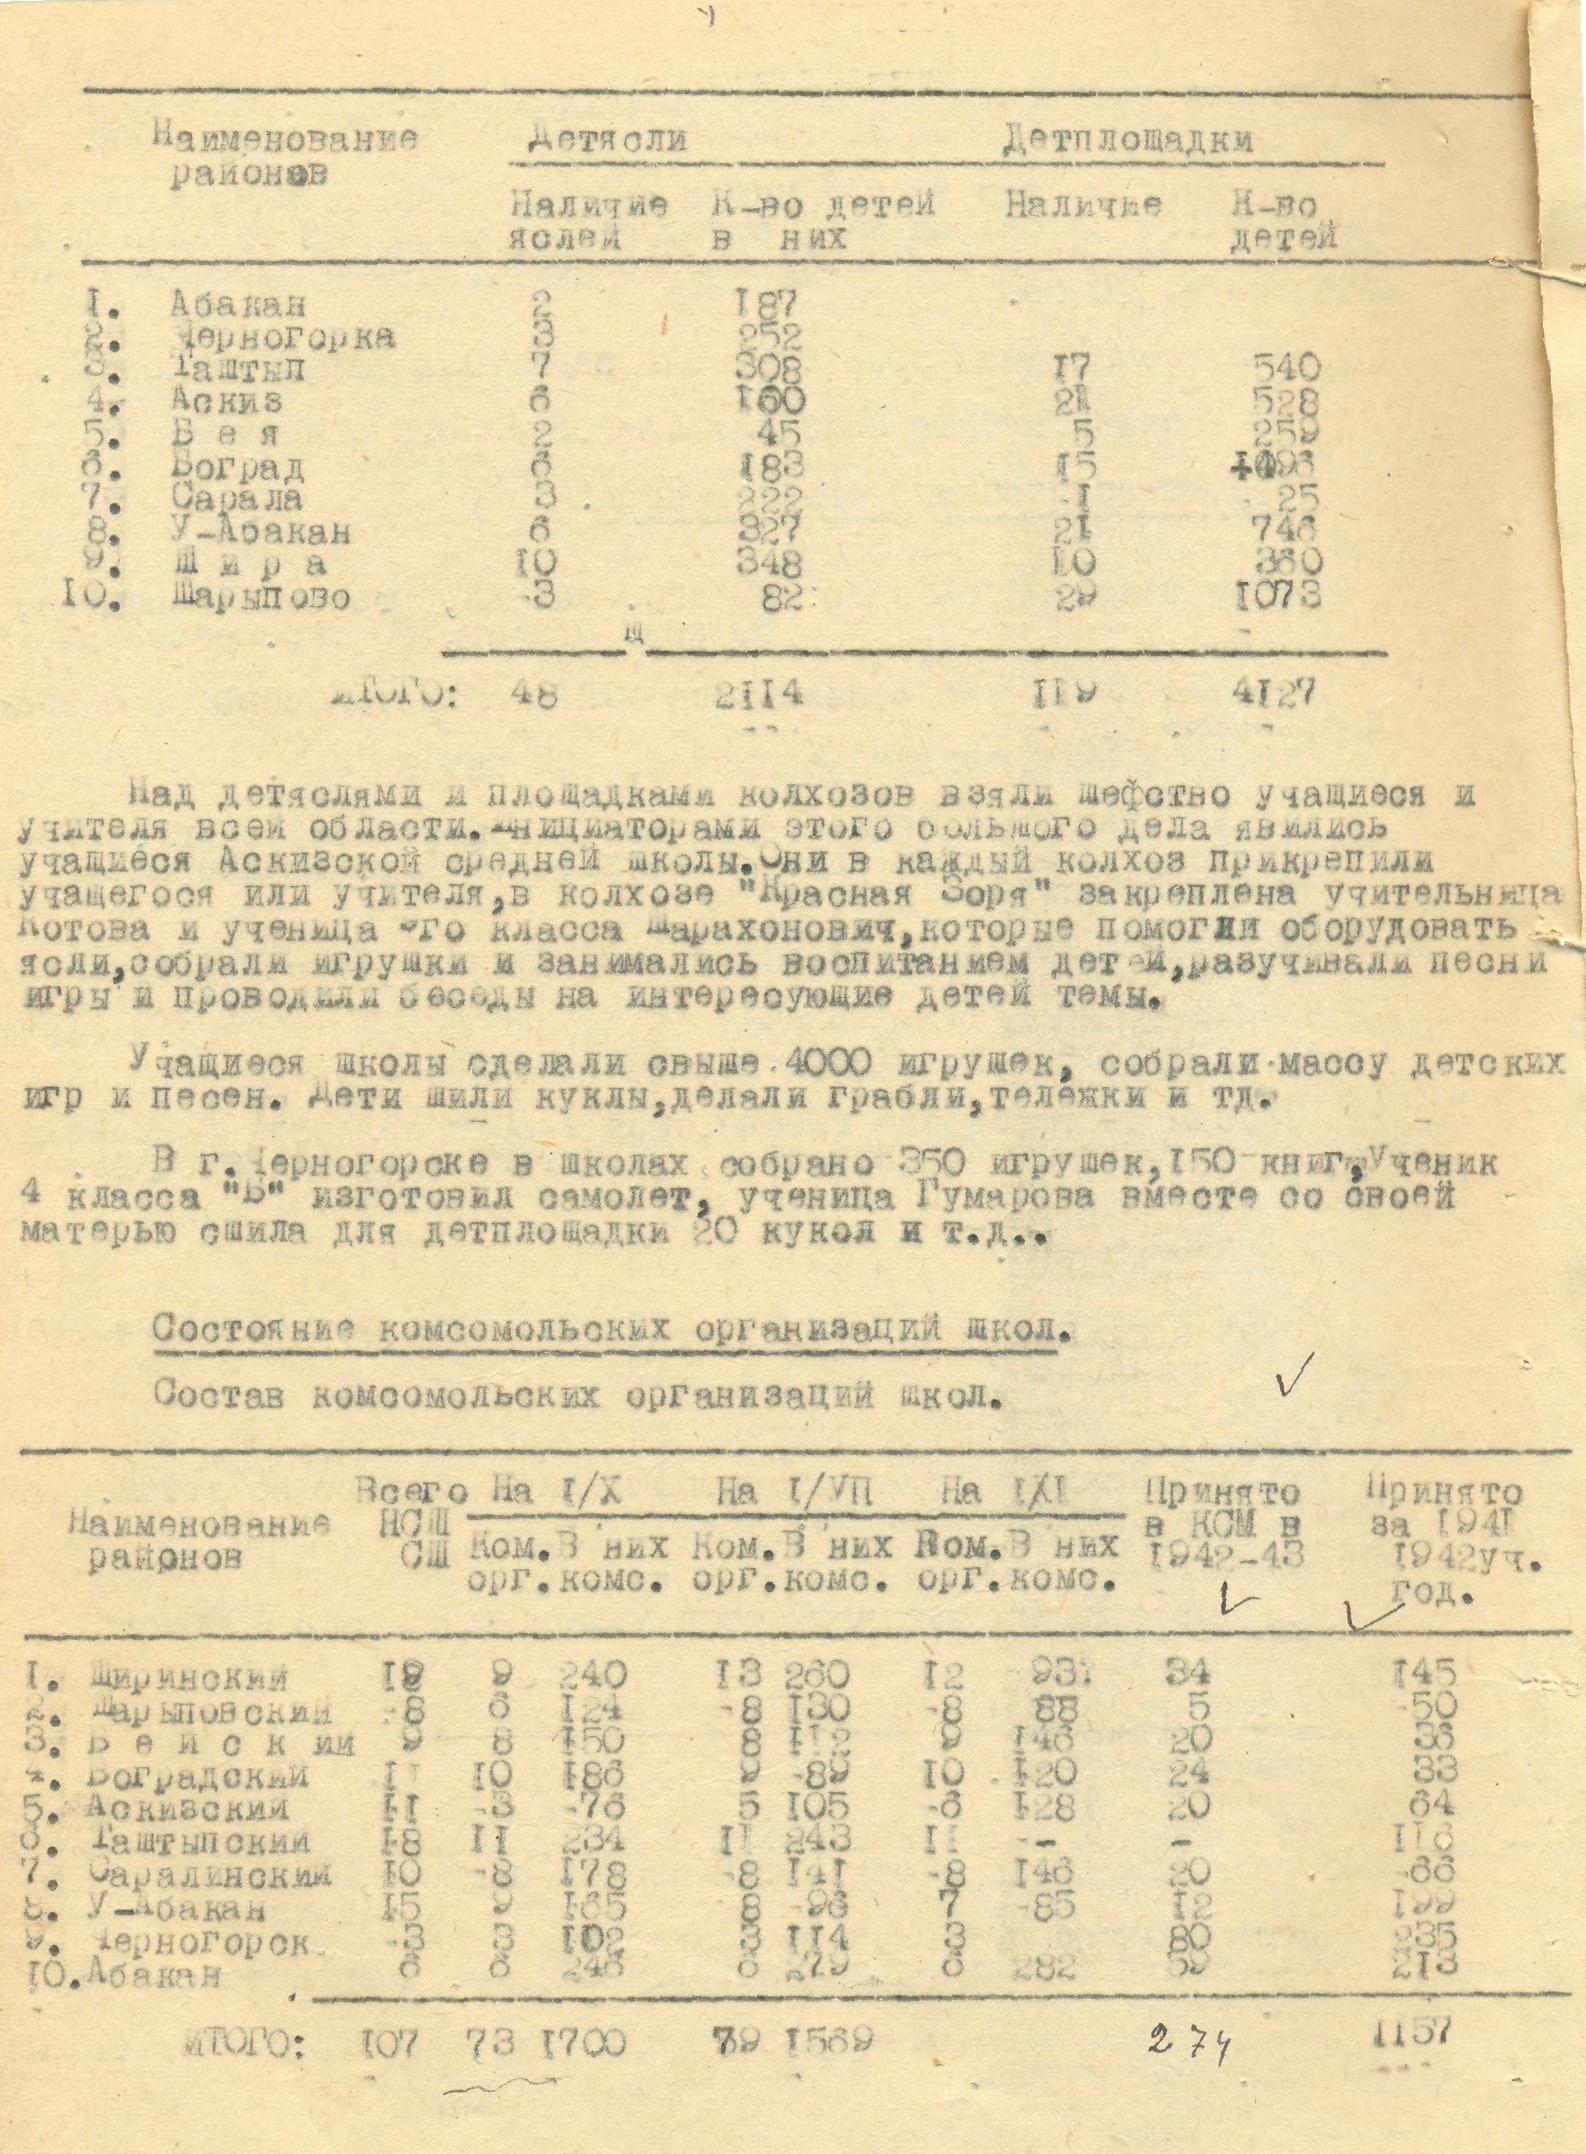 Наименование Детясли Детплощадки
районов
Наличие К-во детей Наличие К-во
яслей в них детей
1. Абакан 2 187
2. Черногорка 3 252
3. Таштып 7 308 17 540
4. Аскиз 6 160 21 528
5. Б е я 2 45 5 259
6. Боград 6 183 15
7. Сарала 3 222 1 25
8. У-Абакан 6 327 21 746
9. Ш и р а 10 348 10 360
10. Шарыпово 3 82 29 1073
щ
ИТОГО: 48 2114 119 4127
Над детяслями и площадками колхозов взяли шефство учащиеся и
учителя всей области.Инициаторами этого большого дела явились
учащиеся Аскизской средней школы.Они в каждый колхоз прикрепили
учащегося или учителя,в колхозе "Красная Зоря" закреплена учительница
Котова и ученица класса Шарахонович,которые помогли оборудовать
ясли,собрали игрушки и занимались воспитанием детей,разучивали песни
игры и проводили беседы на интересующие детей темы.
Учащиеся школы сделали свыше 4000 игрушек, собрали массу детских
игр и песен. Дети шили куклы,делали грабли,тележки и тд.
В г.Черногорске в школах собрано 350 игрушек,150 книг,Ученик
4 класса "Б" изготовил самолет, ученица Гумарова вместе со своей
матерью сшила для детплощадки 20 кукол и т.д..
Состояние комсомольских организаций школ.
Состав комсомольских организаций школ.
Всего На I/X На I/УП На I/XI Принято Принято
Наименование НСШ в КСМ в за 1941
районов СШ Ком.В них Ком.В них Ком.В них 1942-43 1942уч.
орг.комс. орг.комс. орг.комс. год.
1. Ширинский 9 240 13 260 12 93 34 145
2. Шарыповский 8 6 124 8 130 8 88 5 50
3. Б е й с к ий 9 8 150 8 112 9 146 20 36
4. Боградский 11 10 186 9 89 10 120 24 33
5. Аскизский 11 3 76 5 105 6 128 20 64
6. Таштыпский 18 11 234 11 243 11 - - 116
7. Саралинский 10 8 178 8 141 8 146 66
8. У-Абакан 15 9 165 8 96 7 85 12 199
9. Черногорск 3 3 102 3 114 3 80 235
10.Абакан 6 6 246 6 279 6 282 69 213
ИТОГО: 107 73 1700 79 1569 274 1157